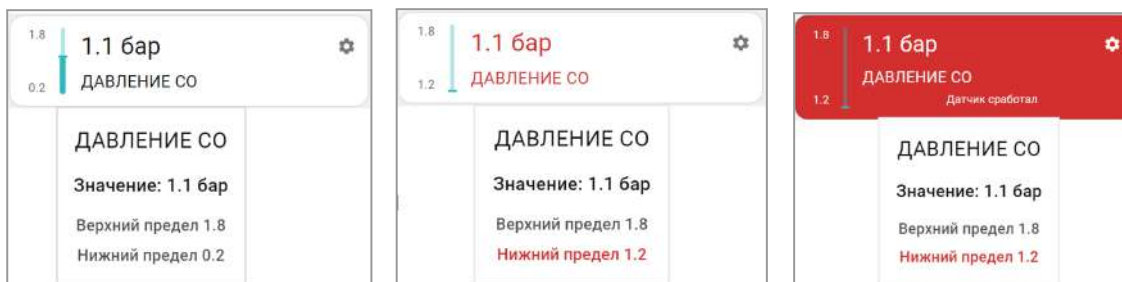 1.8
1.1 бар
ДАВЛЕНИЕ СО
0.2
ДАВЛЕНИЕ СО
Значение: 1.1 бар
Верхний предел 1.8
Нижний предел 0.2
1.8
1.1 бар
ДАВЛЕНИЕ СО
1.2
ДАВЛЕНИЕ СО
Значение: 1.1 бар
Верхний предел 1.8
Нижний предел 1.2
1.8
1.1 бар
ДАВЛЕНИЕ СО
1.2
Датчик сработал
ДАВЛЕНИЕ СО
Значение: 1.1 бар
Верхний предел 1.8
Нижний предел 1.2